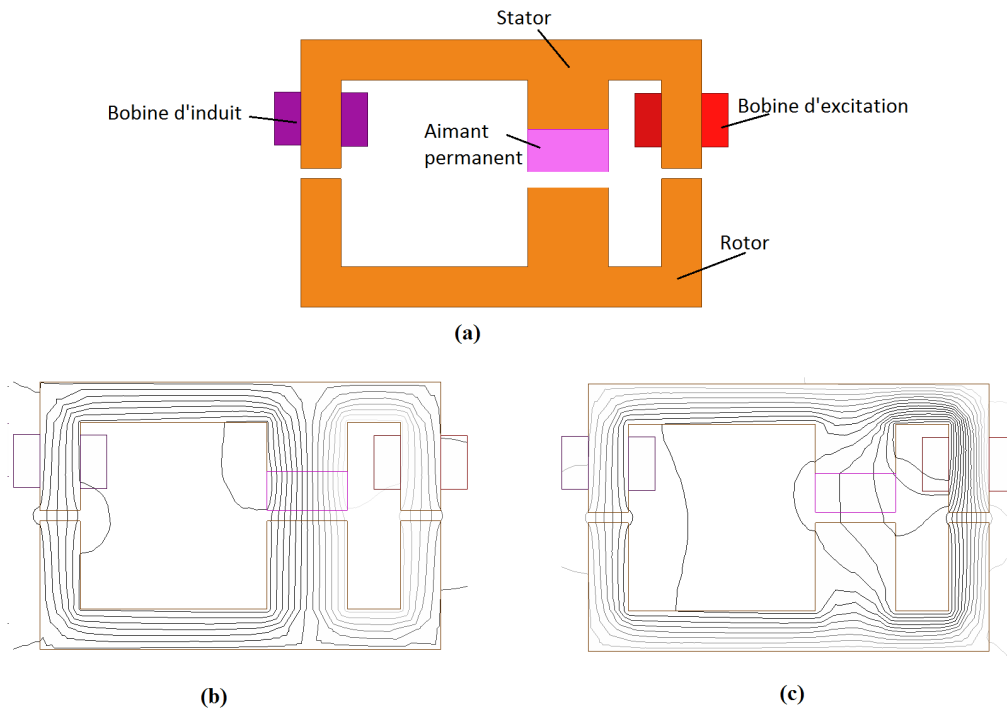 Stator
Bobine d'induit
Bobine d'excitation
Aimant
permanent
Rotor
(a)
(b)
(c)